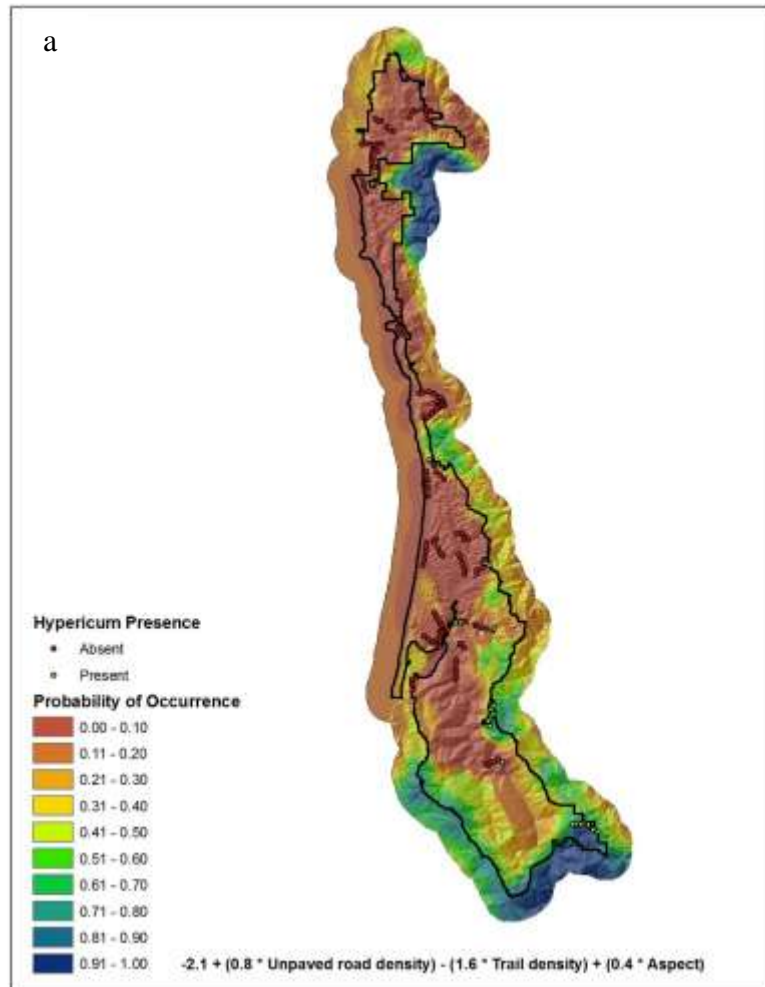 a
Hypericum Presence
Absent
Present
Probability of Occurrence
0.00 - 0.10
0.11 - 0.20
0.21 - 0.30
0.31 - 0.40
0.41 - 0.50
0.51 - 0.60
0.61 - 0.70
0.71 - 0.80
0.81 - 0.90
0.91 - 1.00
-2.1 + (0.8 * Unpaved road density) - (1.6 * Trail density) + (0.4 * Aspect)